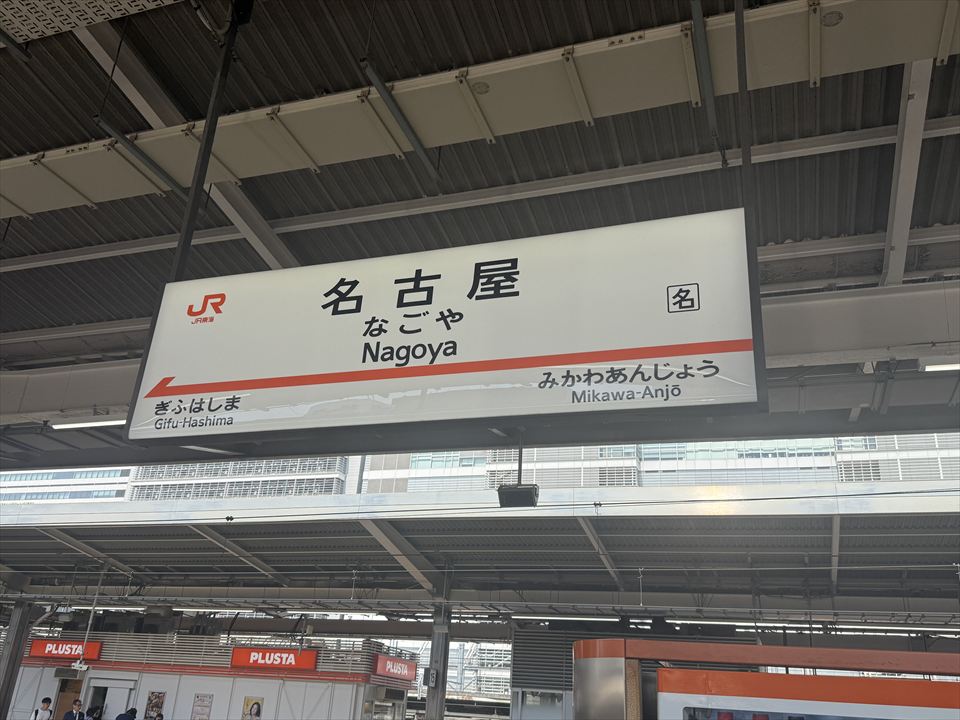 JR
JR東海
名古屋
なごや
Nagoya
名
ぎふはしま
Gifu-Hashima
みかわあんじょう
Mikawa-Anjō
PLUSTA
PLUSTA
PLUSTA